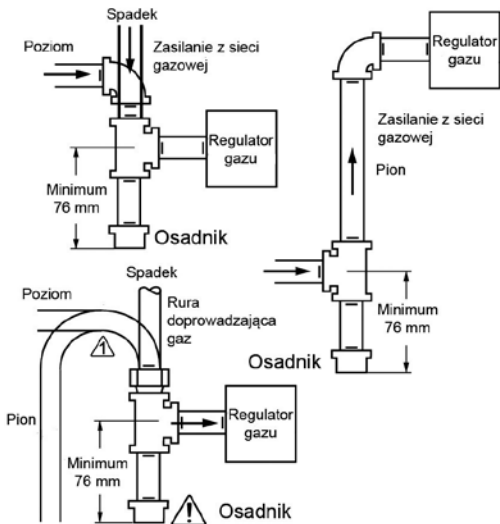 Spadek
Poziom
Zasilanie z sieci
gazowej
Regulator
gazu
Minimum
76 mm
Osadnik
Regulator
gazu
Zasilanie z sieci
gazowej
Pion
Minimum
76 mm
Osadnik
Spadek
Poziom
Rura
doprowadzająca
gaz
1
Pion
Regulator
gazu
Minimum
76 mm
!
Osadnik